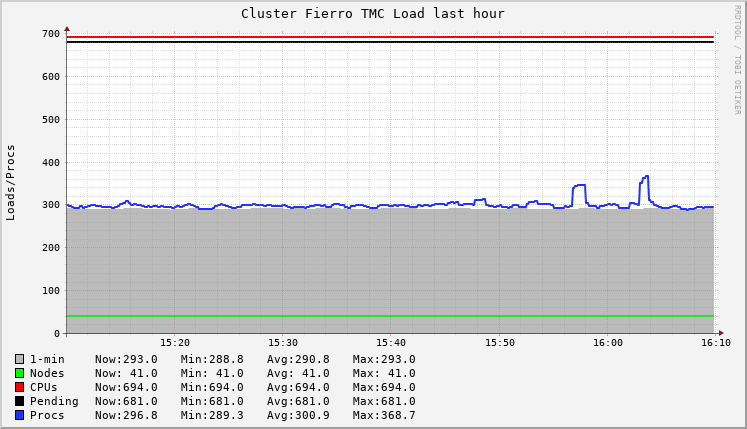 Cluster Fierro TMC Load last hour
RRDTOOL / TOBI OETIKER
Loads/Procs
700
600
500
400
300
200
100
0
15:20 15:30 15:40 15:50 16:00 16:10
1-min Now:293.0 Min:288.8 Avg:290.8 Max:293.0
Nodes Now: 41.0 Min: 41.0 Avg: 41.0 Max: 41.0
CPUs Now:694.0 Min:694.0 Avg:694.0 Max:694.0
Pending Now:681.0 Min:681.0 Avg:681.0 Max:681.0
Procs Now:296.8 Min:289.3 Avg:300.9 Max:368.7